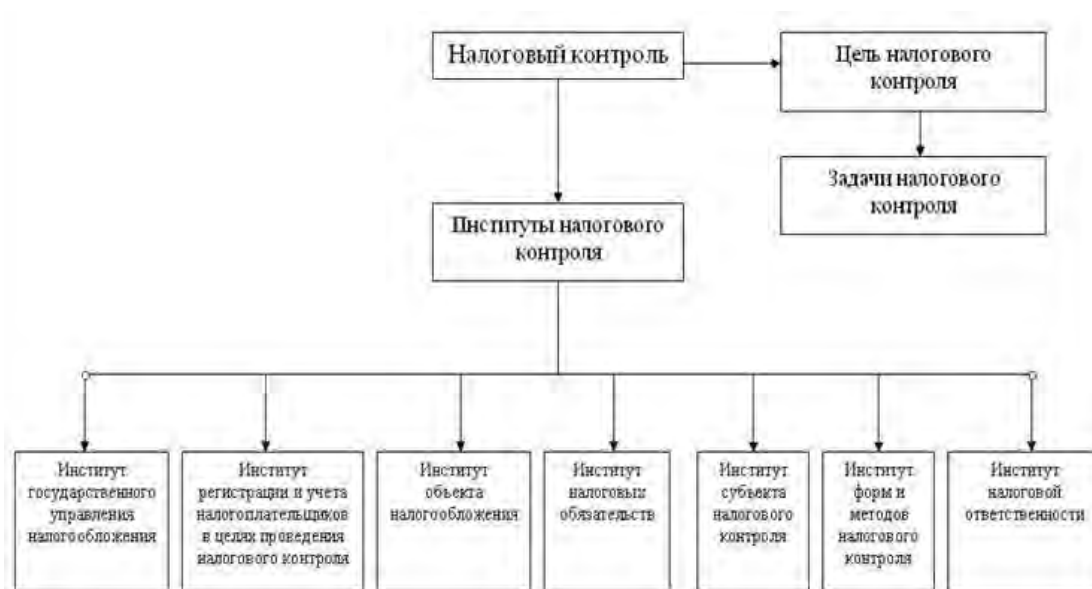 Налоговый контроль
Цель налогового
контроля
Задачи налогового
контроля
Институты налогового
контроля
Институт
государственного
управления
налогообложения
Институт
регистрации и учета
налогоплательщиков
в целях проведения
налогового контроля
Институт
объекта
налогообложения
Институт
налоговых
обязательств
Институт
субъекта
налогового
контроля
Институт
форм и
методов
налогового
контроля
Институт
налоговой
ответственности